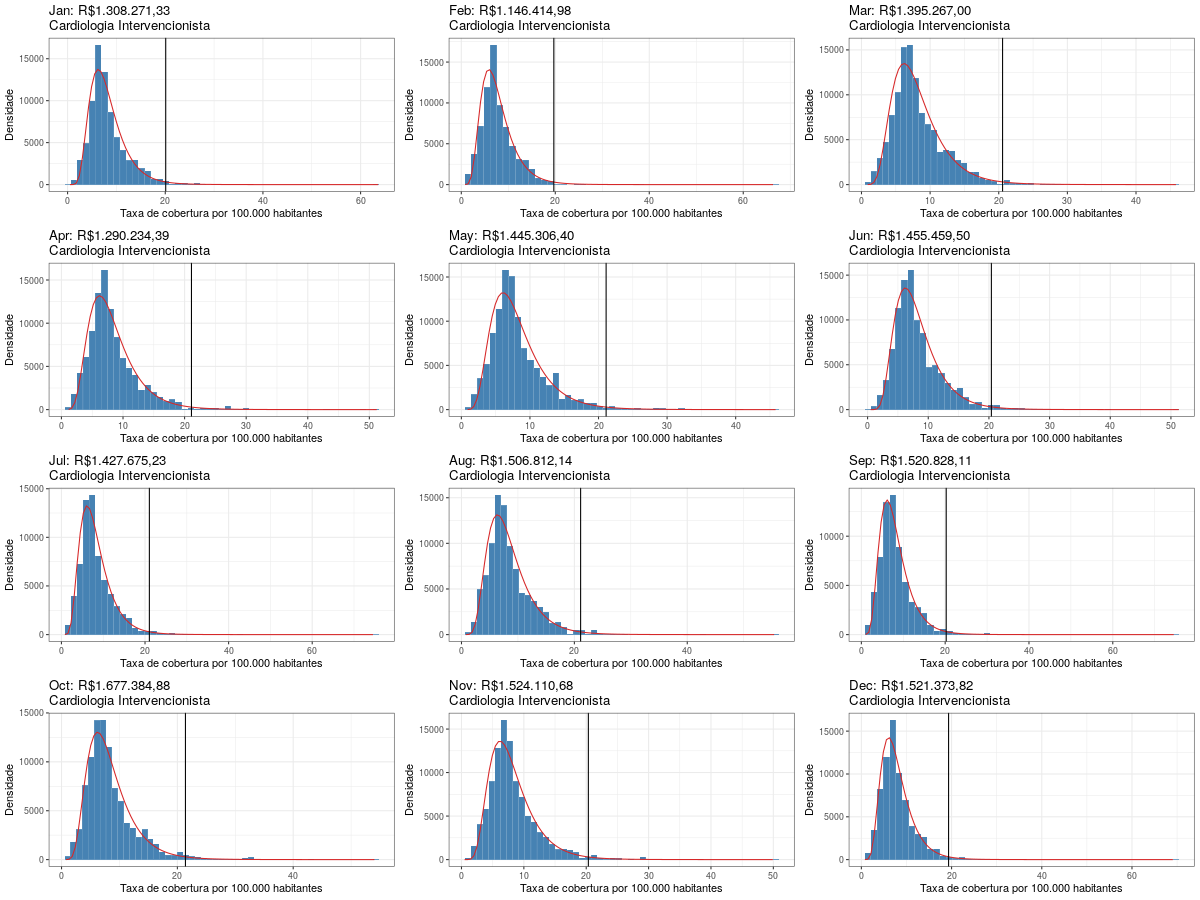 Jan: R$1.308.271,33
Cardiologia Intervencionista
15000
10000
5000
0
Densidade
0 20 40 60
Taxa de cobertura por 100.000 habitantes
Feb: R$1.146.414,98
Cardiologia Intervencionista
15000
10000
5000
0
Densidade
0 20 40 60
Taxa de cobertura por 100.000 habitantes
Mar: R$1.395.267,00
Cardiologia Intervencionista
15000
10000
5000
0
Densidade
0 10 20 30 40
Taxa de cobertura por 100.000 habitantes
Apr: R$1.290.234,39
Cardiologia Intervencionista
15000
10000
5000
0
Densidade
0 10 20 30 40 50
Taxa de cobertura por 100.000 habitantes
May: R$1.445.306,40
Cardiologia Intervencionista
15000
10000
5000
0
Densidade
0 10 20 30 40
Taxa de cobertura por 100.000 habitantes
Jun: R$1.455.459,50
Cardiologia Intervencionista
15000
10000
5000
0
Densidade
0 10 20 30 40 50
Taxa de cobertura por 100.000 habitantes
Jul: R$1.427.675,23
Cardiologia Intervencionista
15000
10000
5000
0
Densidade
0 20 40 60
Taxa de cobertura por 100.000 habitantes
Aug: R$1.506.812,14
Cardiologia Intervencionista
15000
10000
5000
0
Densidade
0 20 40
Taxa de cobertura por 100.000 habitantes
Sep: R$1.520.828,11
Cardiologia Intervencionista
10000
5000
0
Densidade
0 20 40 60
Taxa de cobertura por 100.000 habitantes
Oct: R$1.677.384,88
Cardiologia Intervencionista
15000
10000
5000
0
Densidade
0 20 40
Taxa de cobertura por 100.000 habitantes
Nov: R$1.524.110,68
Cardiologia Intervencionista
15000
10000
5000
0
Densidade
0 10 20 30 40 50
Taxa de cobertura por 100.000 habitantes
Dec: R$1.521.373,82
Cardiologia Intervencionista
15000
10000
5000
0
Densidade
0 20 40 60
Taxa de cobertura por 100.000 habitantes